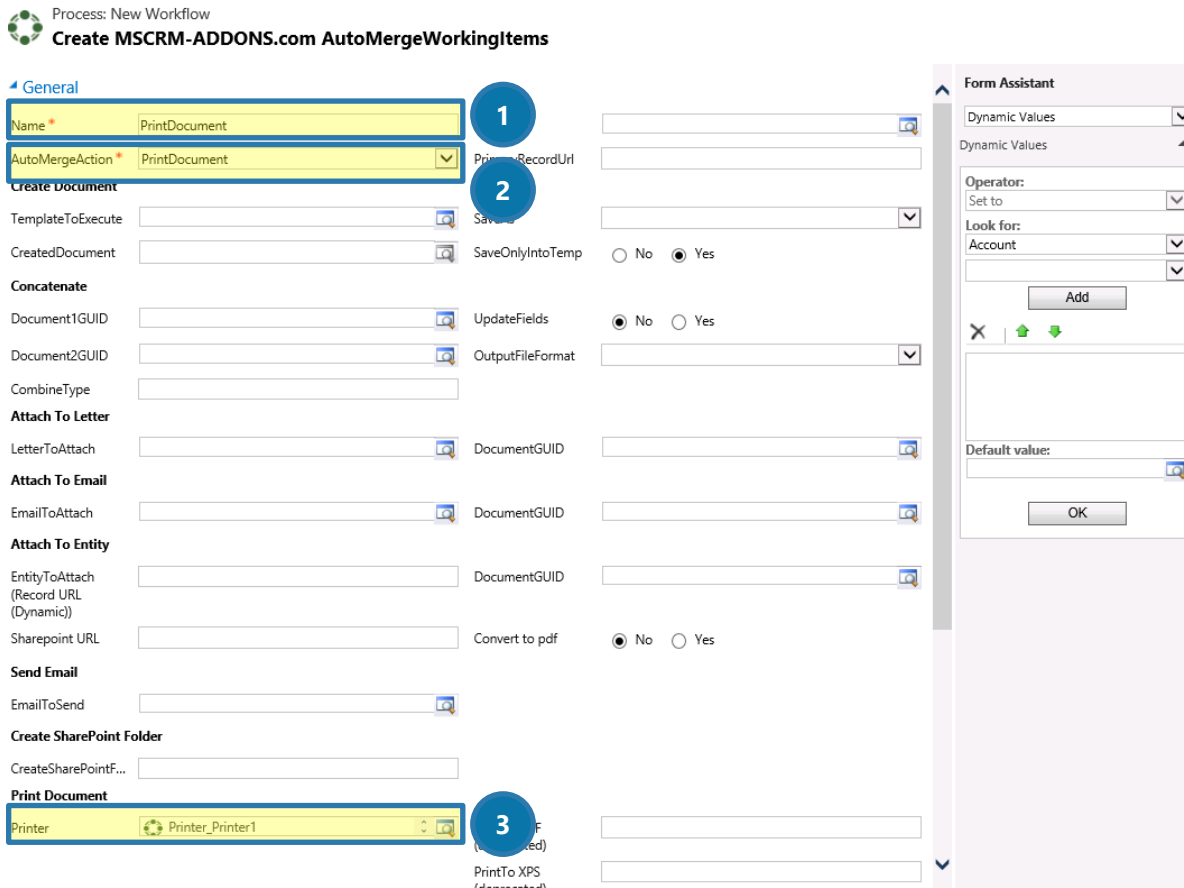 Process: New Workflow
Create MSCRM-ADDONS.com AutoMergeWorkingItems
General
Name * PrintDocument
1
AutoMergeAction * PrintDocument
2
Create Document
TemplateToExecute
CreatedDocument SaveOnlyIntoTemp No Yes
Concatenate
Document1GUID UpdateFields No Yes
Document2GUID OutputFileFormat
CombineType
Attach To Letter
LetterToAttach DocumentGUID
Attach To Email
EmailToAttach DocumentGUID
Attach To Entity
EntityToAttach DocumentGUID
(Record URL
(Dynamic))
Sharepoint URL Convert to pdf No Yes
Send Email
EmailToSend
Create SharePoint Folder
CreateSharePointF...
Print Document
Printer Printer_Printer1
3
PrintTo XPS
(deprecated)
Form Assistant
Dynamic Values
Dynamic Values
Operator:
Set to
Look for:
Account
Add
Default value:
OK